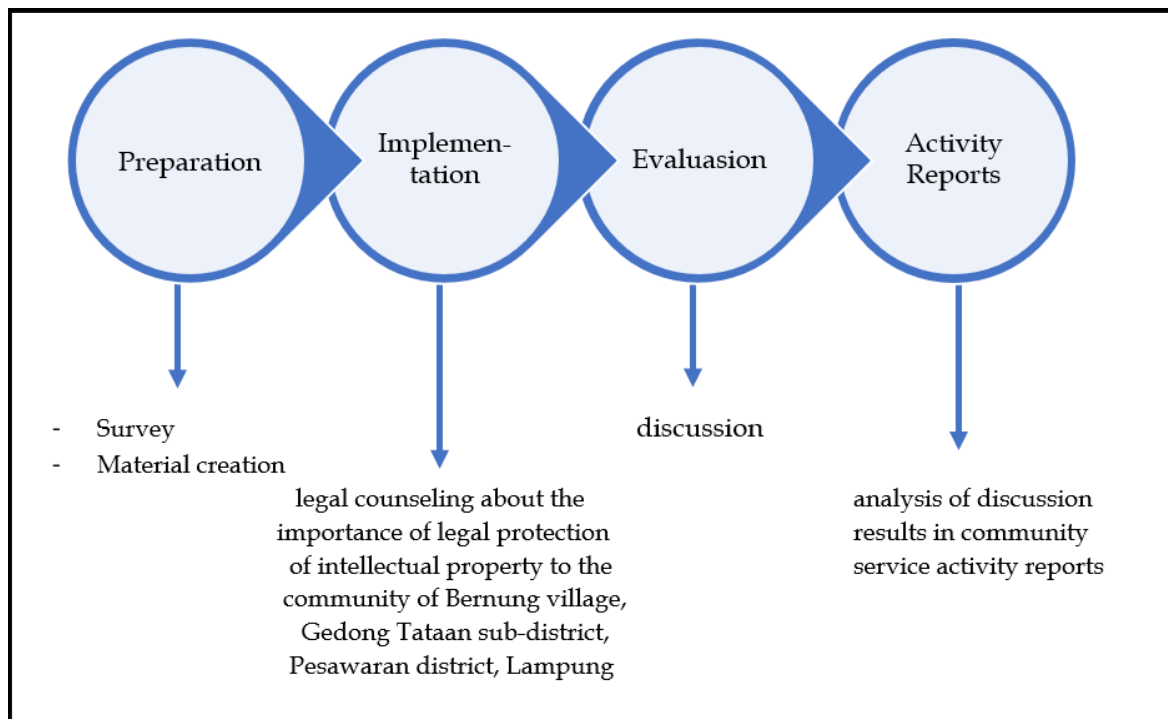 Preparation
Implemen-
tation
Evaluasion
Activity
Reports
- Survey
- Material creation
legal counseling about the
importance of legal protection
of intellectual property to the
community of Bernung village,
Gedong Tataan sub-district,
Pesawaran district, Lampung
discussion
analysis of discussion
results in community
service activity reports